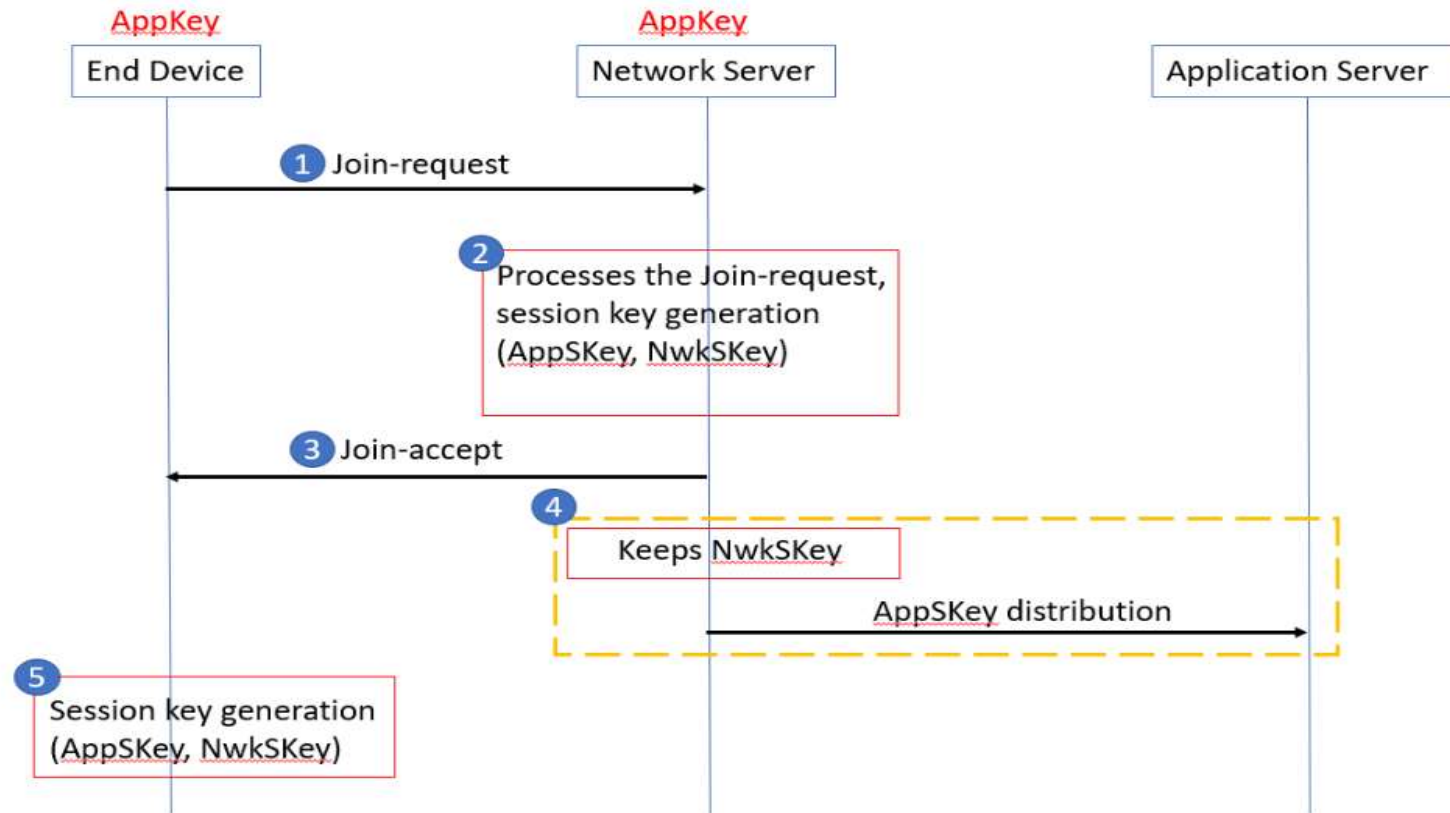 AppKey
AppKey
End Device
Network Server
Application Server
1 Join-request
2
Processes the Join-request,
session key generation
(AppSKey, NwkSKey)
3 Join-accept
4
Keeps NwkSKey
AppSKey distribution
5
Session key generation
(AppSKey, NwkSKey)